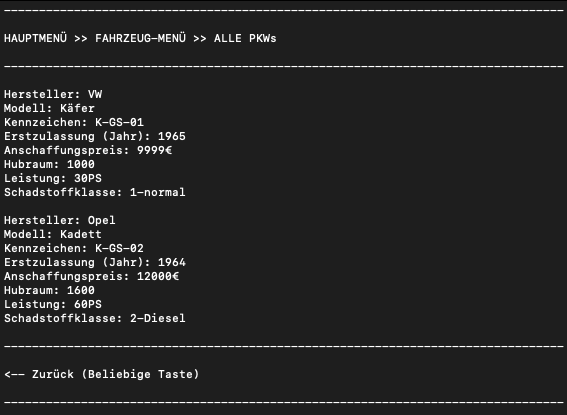 ————————————————————————————————————————————————————————————————————————————————
HAUPTMENÜ >> FAHRZEUG–MENÜ >> ALLE PKWs
————————————————————————————————————————————————————————————————————————————————
Hersteller: VW
Modell: Käfer
Kennzeichen: K–GS–01
Erstzulassung (Jahr): 1965
Anschaffungspreis: 9999€
Hubraum: 1000
Leistung: 30PS
Schadstoffklasse: 1–normal
Hersteller: Opel
Modell: Kadett
Kennzeichen: K–GS–02
Erstzulassung (Jahr): 1964
Anschaffungspreis: 12000€
Hubraum: 1600
Leistung: 60PS
Schadstoffklasse: 2–Diesel
————————————————————————————————————————————————————————————————————————————————
<–– Zurück (Beliebige Taste)
————————————————————————————————————————————————————————————————————————————————